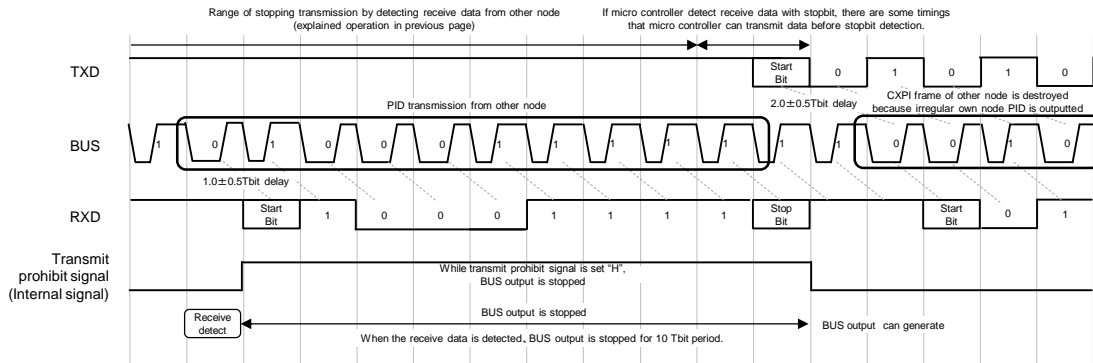 Range of stopping transmission by detecting receive data from other node
(explained operation in previous page)
If micro controller detect receive data with stopbit, there are some timings
that micro controller can transmit data before stopbit detection.
TXD
Start
Bit
0
1
0
1
0
PID transmission from other node
2.0±0.5Tbit delay
CXPI frame of other node is destroyed
because irregular own node PID is outputted
BUS
1
0
1
0
0
0
1
1
1
1
1
1
1
0
0
1
0
1.0±0.5Tbit delay
RXD
Start
Bit
1
0
0
0
1
1
1
1
Stop
Bit
Start
Bit
0
1
Transmit
prohibit signal
(Internal signal)
While transmit prohibit signal is set "H",
BUS output is stopped
Receive
detect
BUS output is stopped
When the receive data is detected, BUS output is stopped for 10 Tbit period.
BUS output can generate